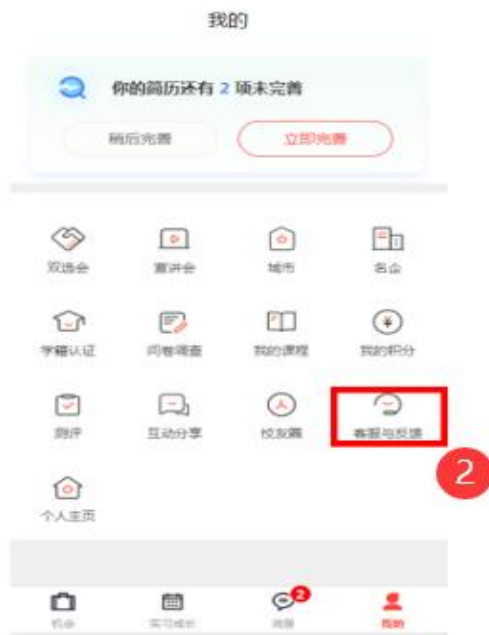 我的
你的简历还有 2 项未完善
稍后完善 立即完善
双选会 宣讲会 城市 名企
学籍认证 问卷调查 我的课程 我的积分
测评 互动分享 校友圈 客服与反馈
2
个人主页
2
机会 实习成长 消息 我的